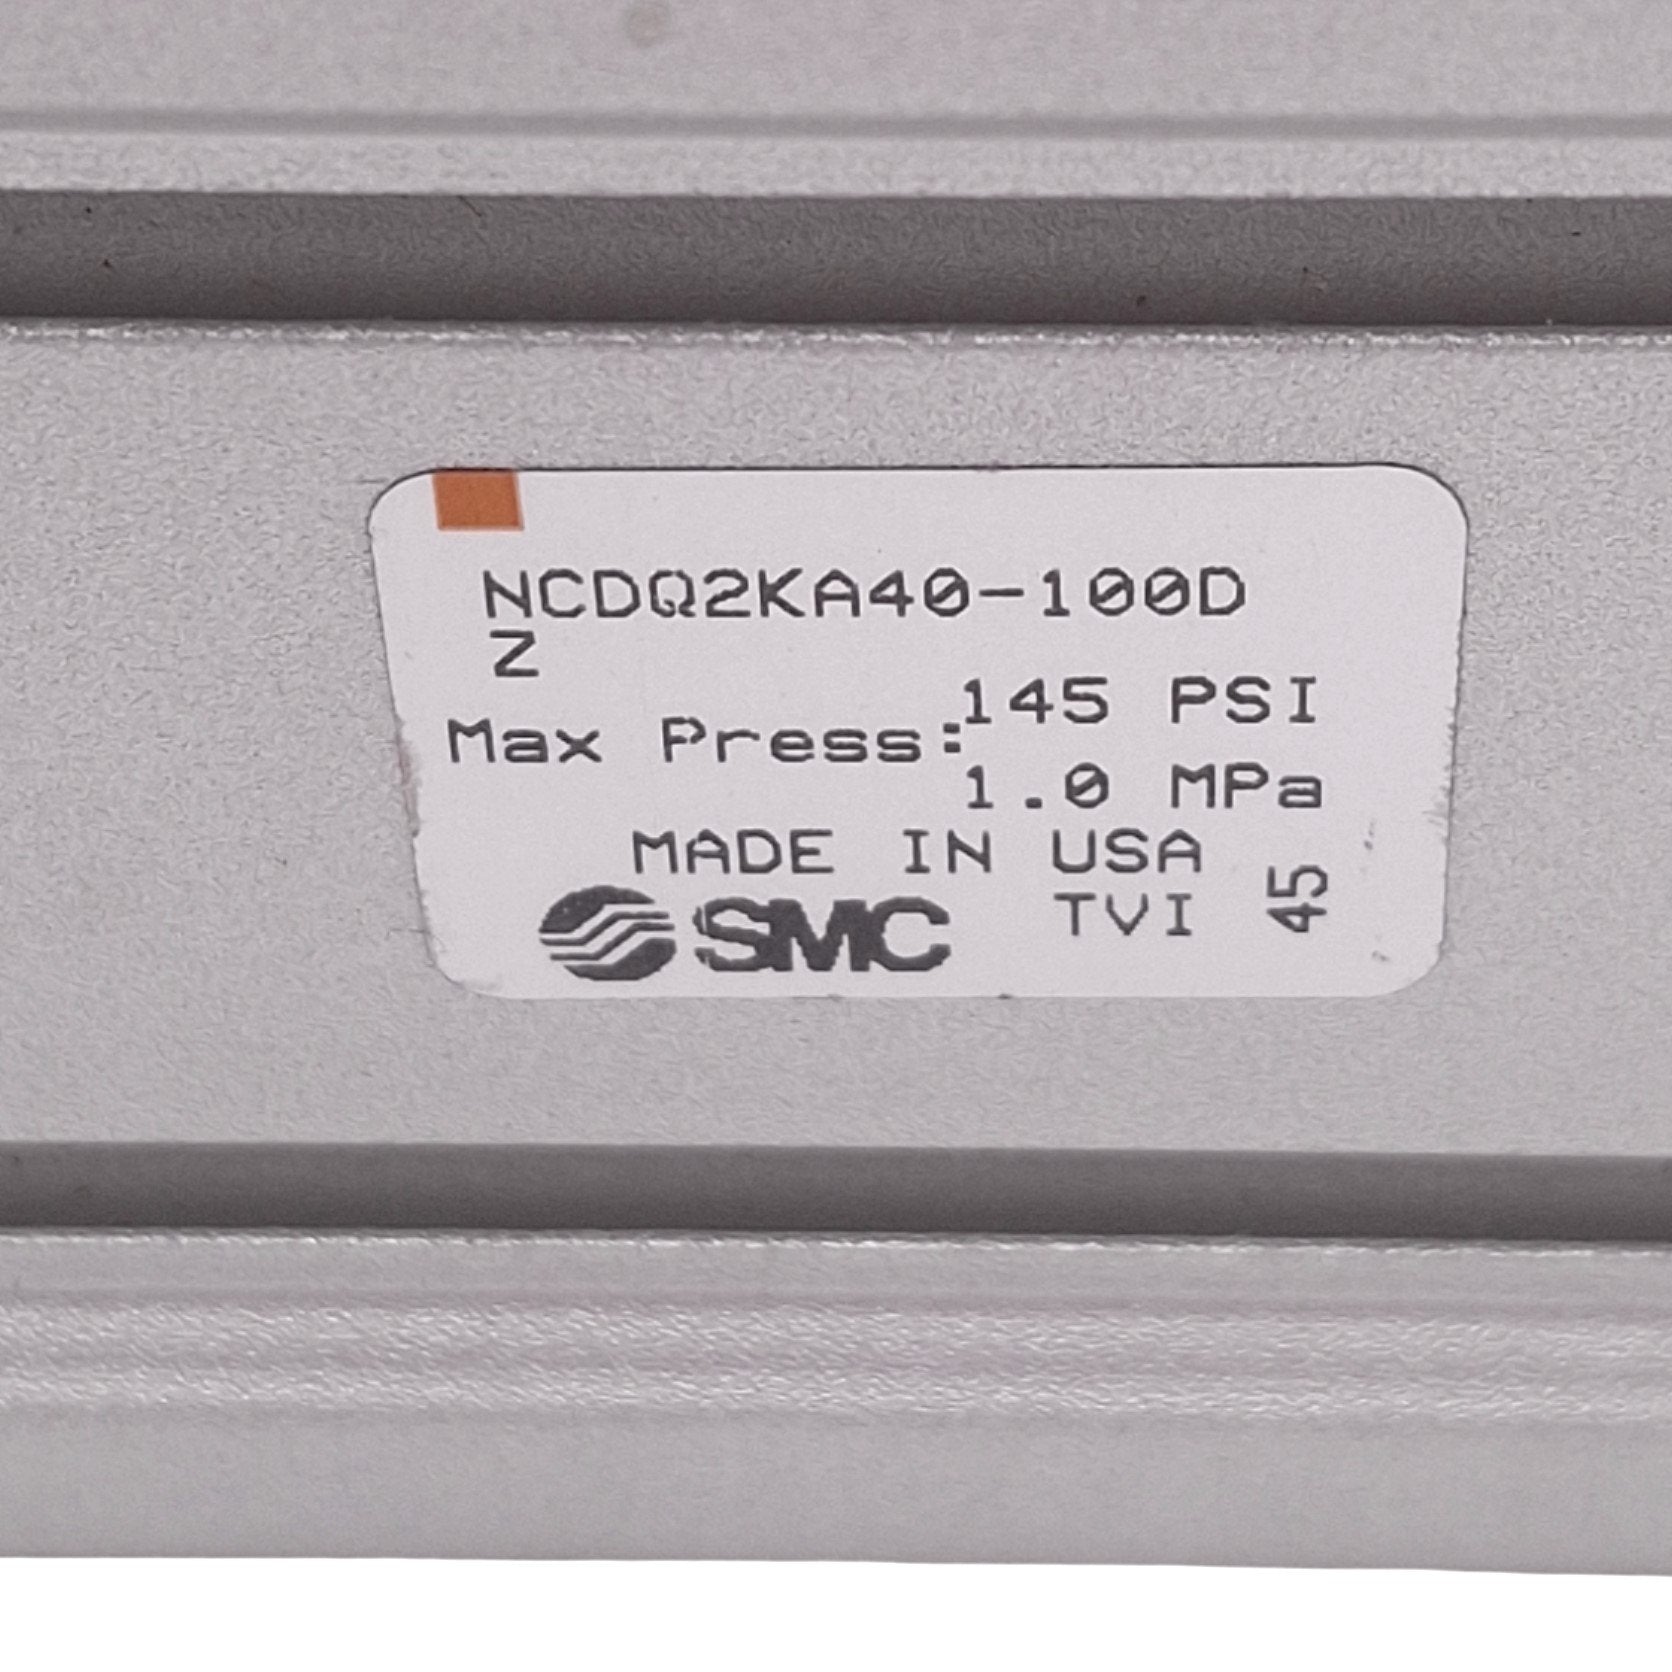 NCDQ2KA40-100D
Z
145 PSI
Max Press:
1.0 MPa
MADE IN USA
SMC TVI 45